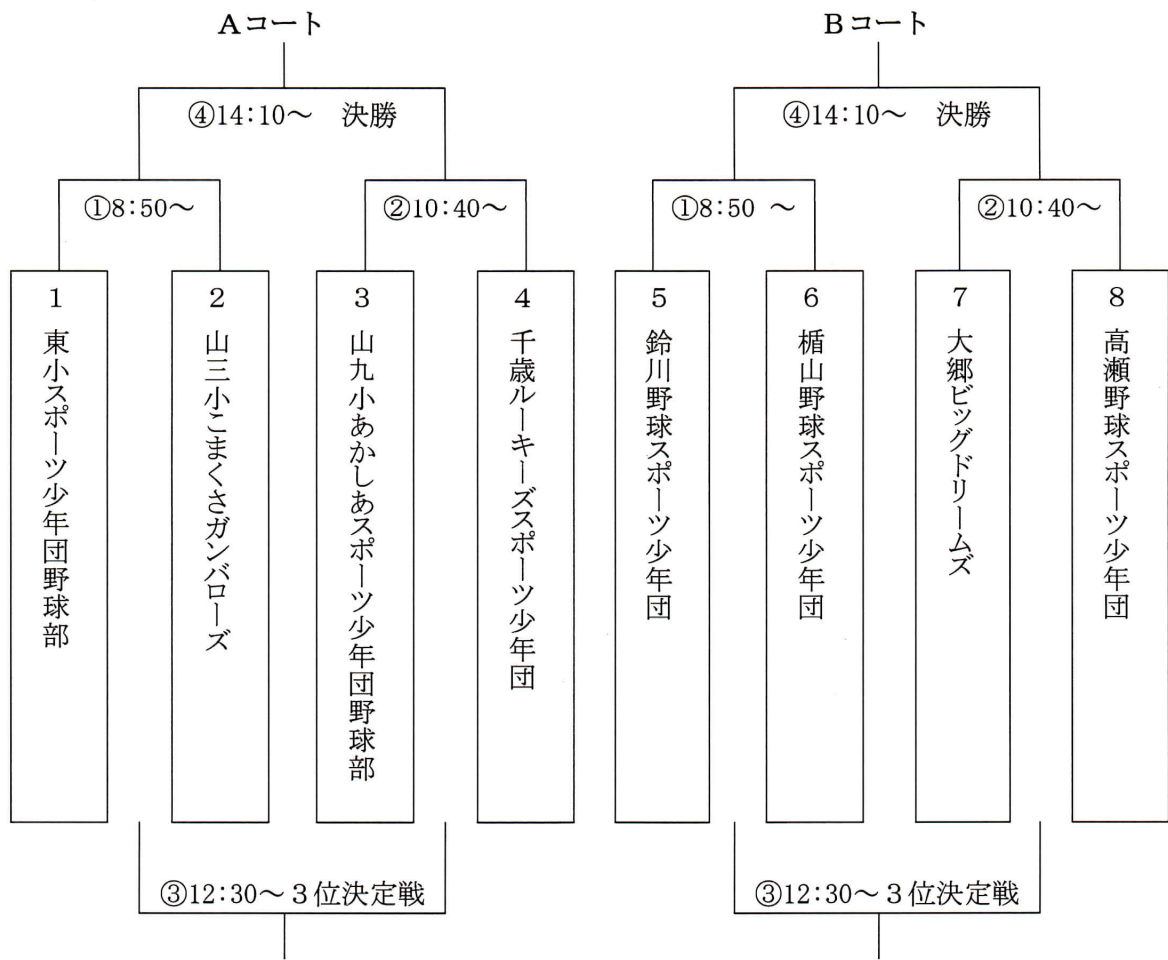 Aコート
④14:10～ 決勝
①8:50～
②10:40～
1 東小スポーツ少年団野球部
2 山三小こまくさガンバローズ
3 山九小あかしあスポーツ少年団野球部
4 千歳ルーキーズスポーツ少年団
③12:30～３位決定戦
Bコート
④14:10～ 決勝
①8:50 ～
②10:40～
5 鈴川野球スポーツ少年団
6 楯山野球スポーツ少年団
7 大郷ビッグドリームズ
8 高瀬野球スポーツ少年団
③12:30～３位決定戦